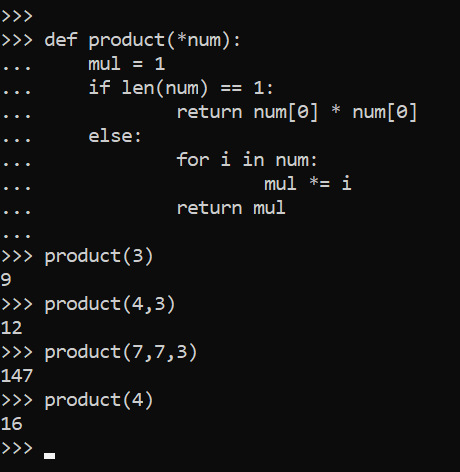 >>>
>>> def product(*num):
...     mul = 1
...     if len(num) == 1:
...             return num[0] * num[0]
...     else:
...             for i in num:
...                     mul *= i
...             return mul
...
>>> product(3)
9
>>> product(4,3)
12
>>> product(7,7,3)
147
>>> product(4)
16
>>>